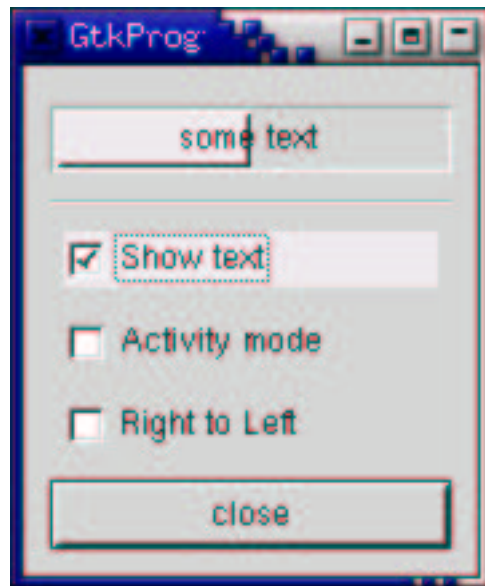 GtkProg
some text
Show text
Activity mode
Right to Left
close